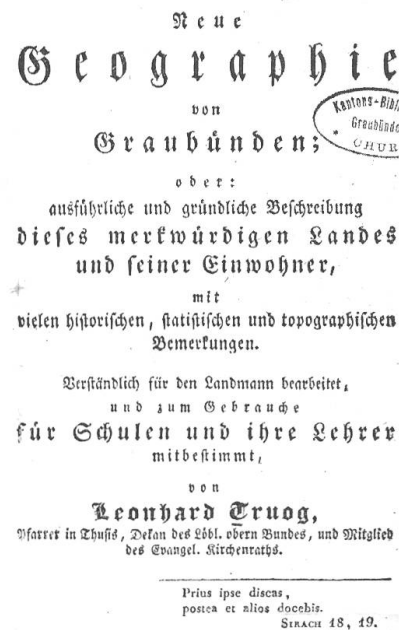 Neue
Geographie
von
Graubünden;
Kantons-Bibl
Graubünde
CHUR
oder:
ausführliche und gründliche Beschreibung
dieses merkwürdigen Landes
und seiner Einwohner,
mit
vielen historischen, statistischen und topographischen
Bemerkungen.
Verständlich für den Landmann bearbeitet,
und zum Gebrauche
für Schulen und ihre Lehrer
mitbestimmt,
von
Leonhard Truog,
Pfarrer in Thusis, Dekan des Löbl. obern Bundes, und Mitglied
des Evangel. Kirchenraths.
Prius ipse discas,
postea et alios docebis.
SIRACH 18, 19.